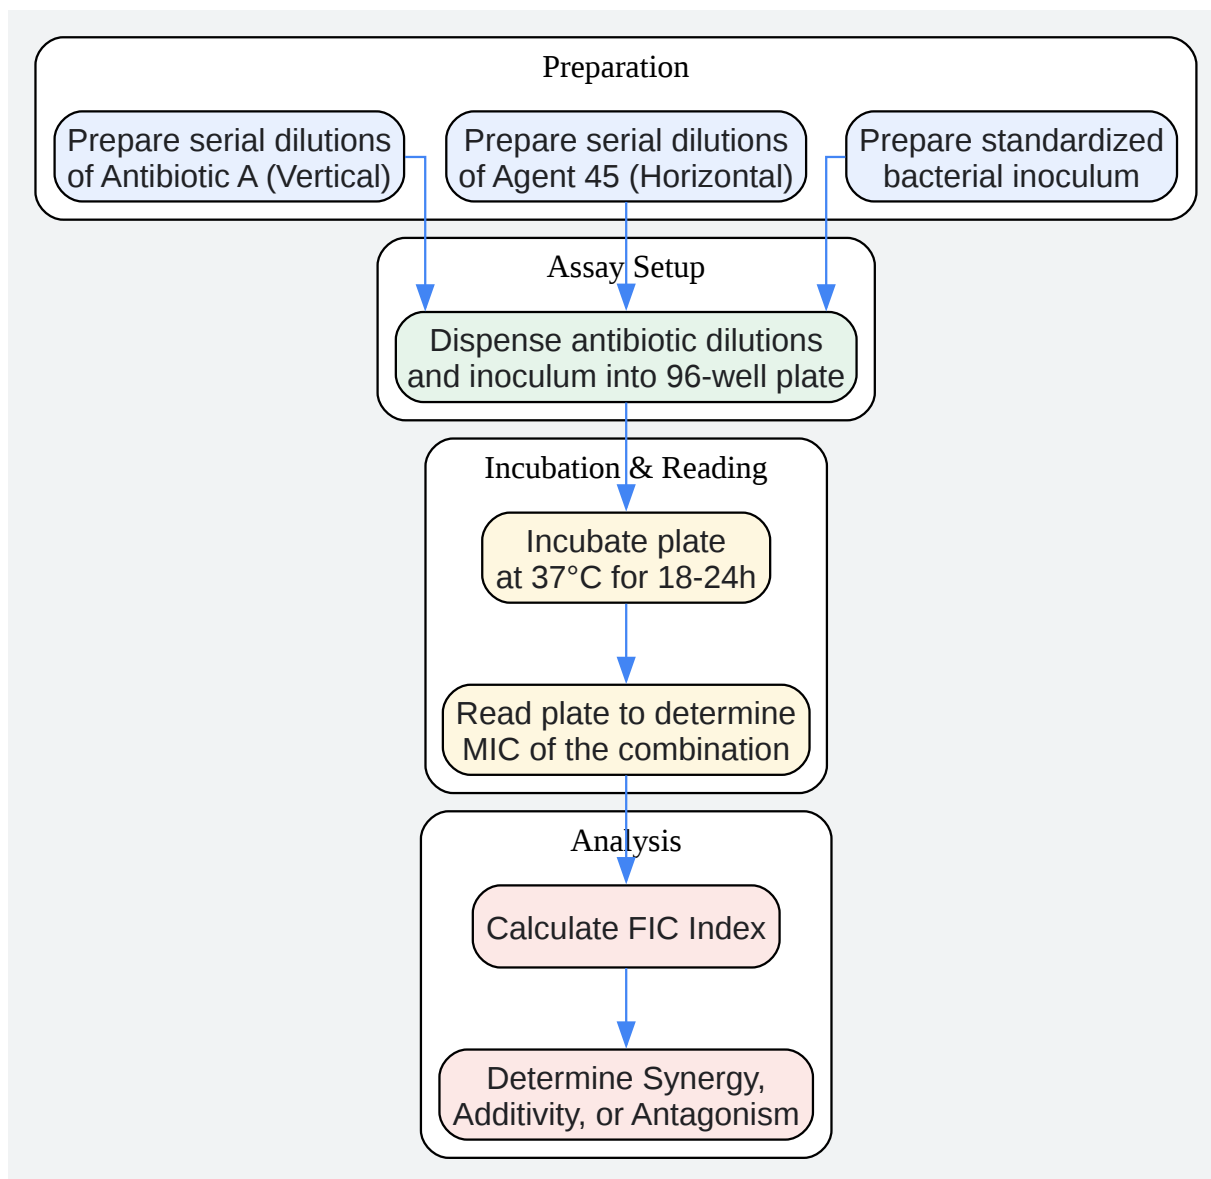 Preparation
Prepare serial dilutions
of Antibiotic A (Vertical)
Prepare serial dilutions
of Agent 45 (Horizontal)
Prepare standardized
bacterial inoculum
Assay Setup
Dispense antibiotic dilutions
and inoculum into 96-well plate
Incubation & Reading
Incubate plate
at 37°C for 18-24h
Read plate to determine
MIC of the combination
Analysis
Calculate FIC Index
Determine Synergy,
Additivity, or Antagonism